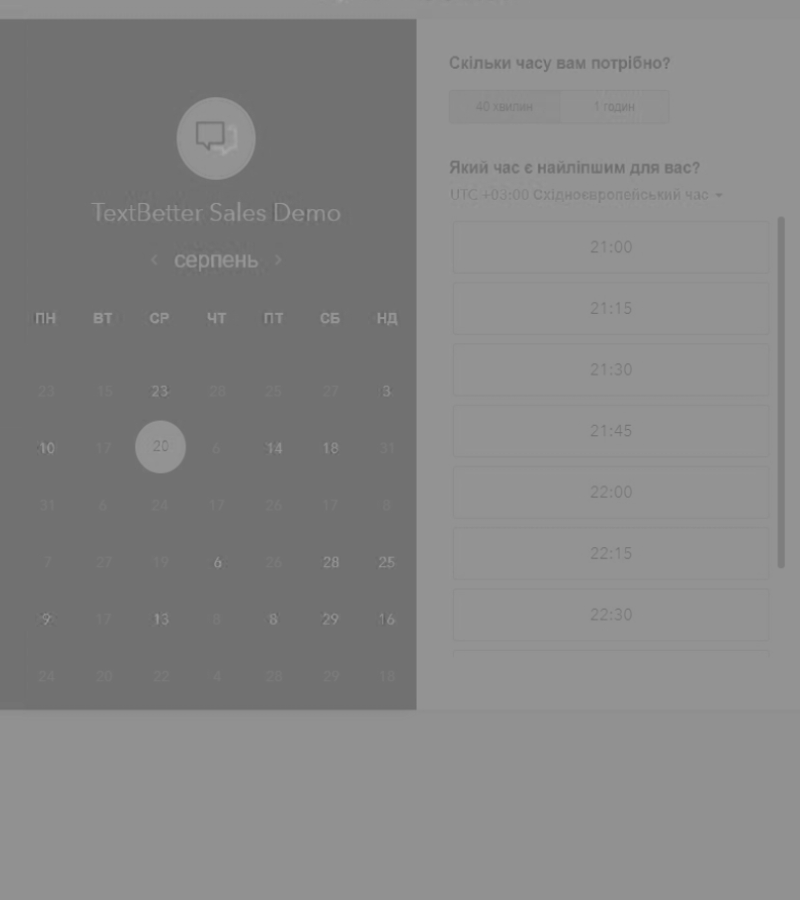 TextBetter Sales Demo
серпень
ПН ВТ СР ЧТ ПТ СБ НД
23 15 23 28 25 27 3
10 17 20 6 14 18 31
31 6 24 17 26 17 8
7 27 19 6 26 28 25
9 17 13 8 8 29 16
24 20 22 4 28 29 18
Скільки часу вам потрібно?
40 хвилин 1 годин
Який час є найліпшим для вас?
UTC +03:00 Східноєвропейський час
21:00
21:15
21:30
21:45
22:00
22:15
22:30